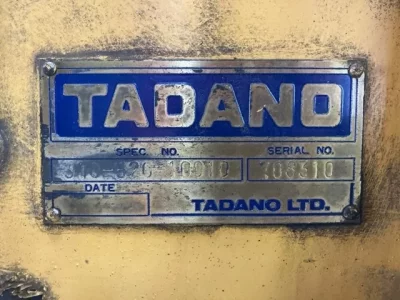 TADANO
SPEC. NO. SERIAL NO.
DATE
TADANO LTD.